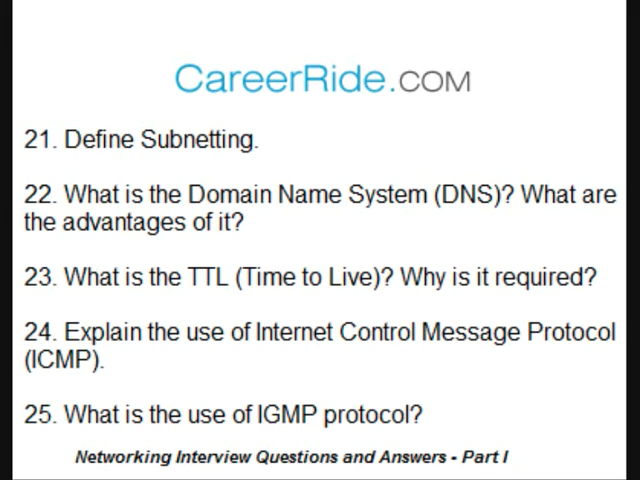 CareerRide.COM
21. Define Subnetting.
22. What is the Domain Name System (DNS)? What are
the advantages of it?
23. What is the TTL (Time to Live)? Why is it required?
24. Explain the use of Internet Control Message Protocol
(ICMP).
25. What is the use of IGMP protocol?
Networking Interview Questions and Answers - Part I